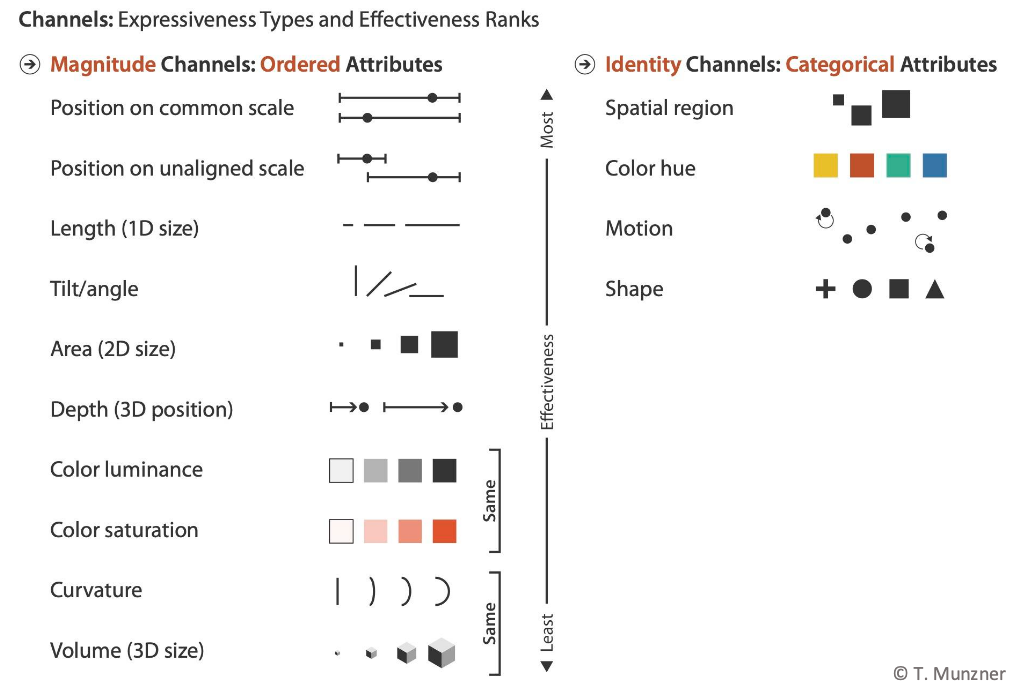 Channels: Expressiveness Types and Effectiveness Ranks
Magnitude Channels: Ordered Attributes
Position on common scale
Position on unaligned scale
Length (1D size)
Tilt/angle
Area (2D size)
Depth (3D position)
Color luminance
Color saturation
Curvature
Volume (3D size)
Same
Same
Most
Effectiveness
Least
Identity Channels: Categorical Attributes
Spatial region
Color hue
Motion
Shape
© T. Munzner